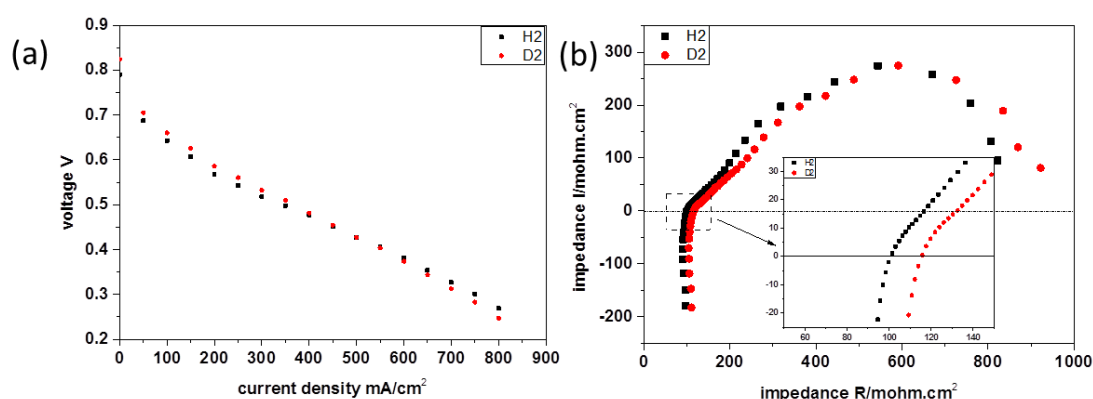 (a)
0.9
0.8
0.7
0.6
0.5
0.4
0.3
0.2
voltage V
0 100 200 300 400 500 600 700 800 900
current density mA/cm²
H2
D2
(b)
300
200
100
0
-100
-200
impedance I/mohm.cm²
0 200 400 600 800 1000
impedance R/mohm.cm²
H2
D2
H2
D2
30
20
10
0
-10
-20
60 80 100 120 140